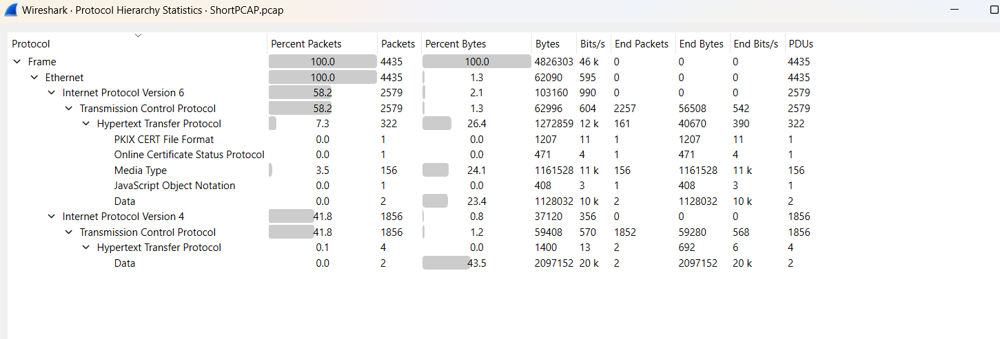 Wireshark · Protocol Hierarchy Statistics · ShortPCAP.pcap
Protocol Percent Packets Packets Percent Bytes Bytes Bits/s End Packets End Bytes End Bits/s PDUs
Frame 100.0 4435 100.0 4826303 46 k 0 0 0 4435
Ethernet 100.0 4435 1.3 62090 595 0 0 0 4435
Internet Protocol Version 6 58.2 2579 2.1 103160 990 0 0 0 2579
Transmission Control Protocol 58.2 2579 1.3 62996 604 2257 56508 542 2579
Hypertext Transfer Protocol 7.3 322 26.4 1272859 12 k 161 40670 390 322
PKIX CERT File Format 0.0 1 0.0 1207 11 1 1207 11 1
Online Certificate Status Protocol 0.0 1 0.0 471 4 1 471 4 1
Media Type 3.5 156 24.1 1161528 11 k 156 1161528 11 k 156
JavaScript Object Notation 0.0 1 0.0 408 3 1 408 3 1
Data 0.0 2 23.4 1128032 10 k 2 1128032 10 k 2
Internet Protocol Version 4 41.8 1856 0.8 37120 356 0 0 0 1856
Transmission Control Protocol 41.8 1856 1.2 59408 570 1852 59280 568 1856
Hypertext Transfer Protocol 0.1 4 0.0 1400 13 2 692 6 4
Data 0.0 2 43.5 2097152 20 k 2 2097152 20 k 2